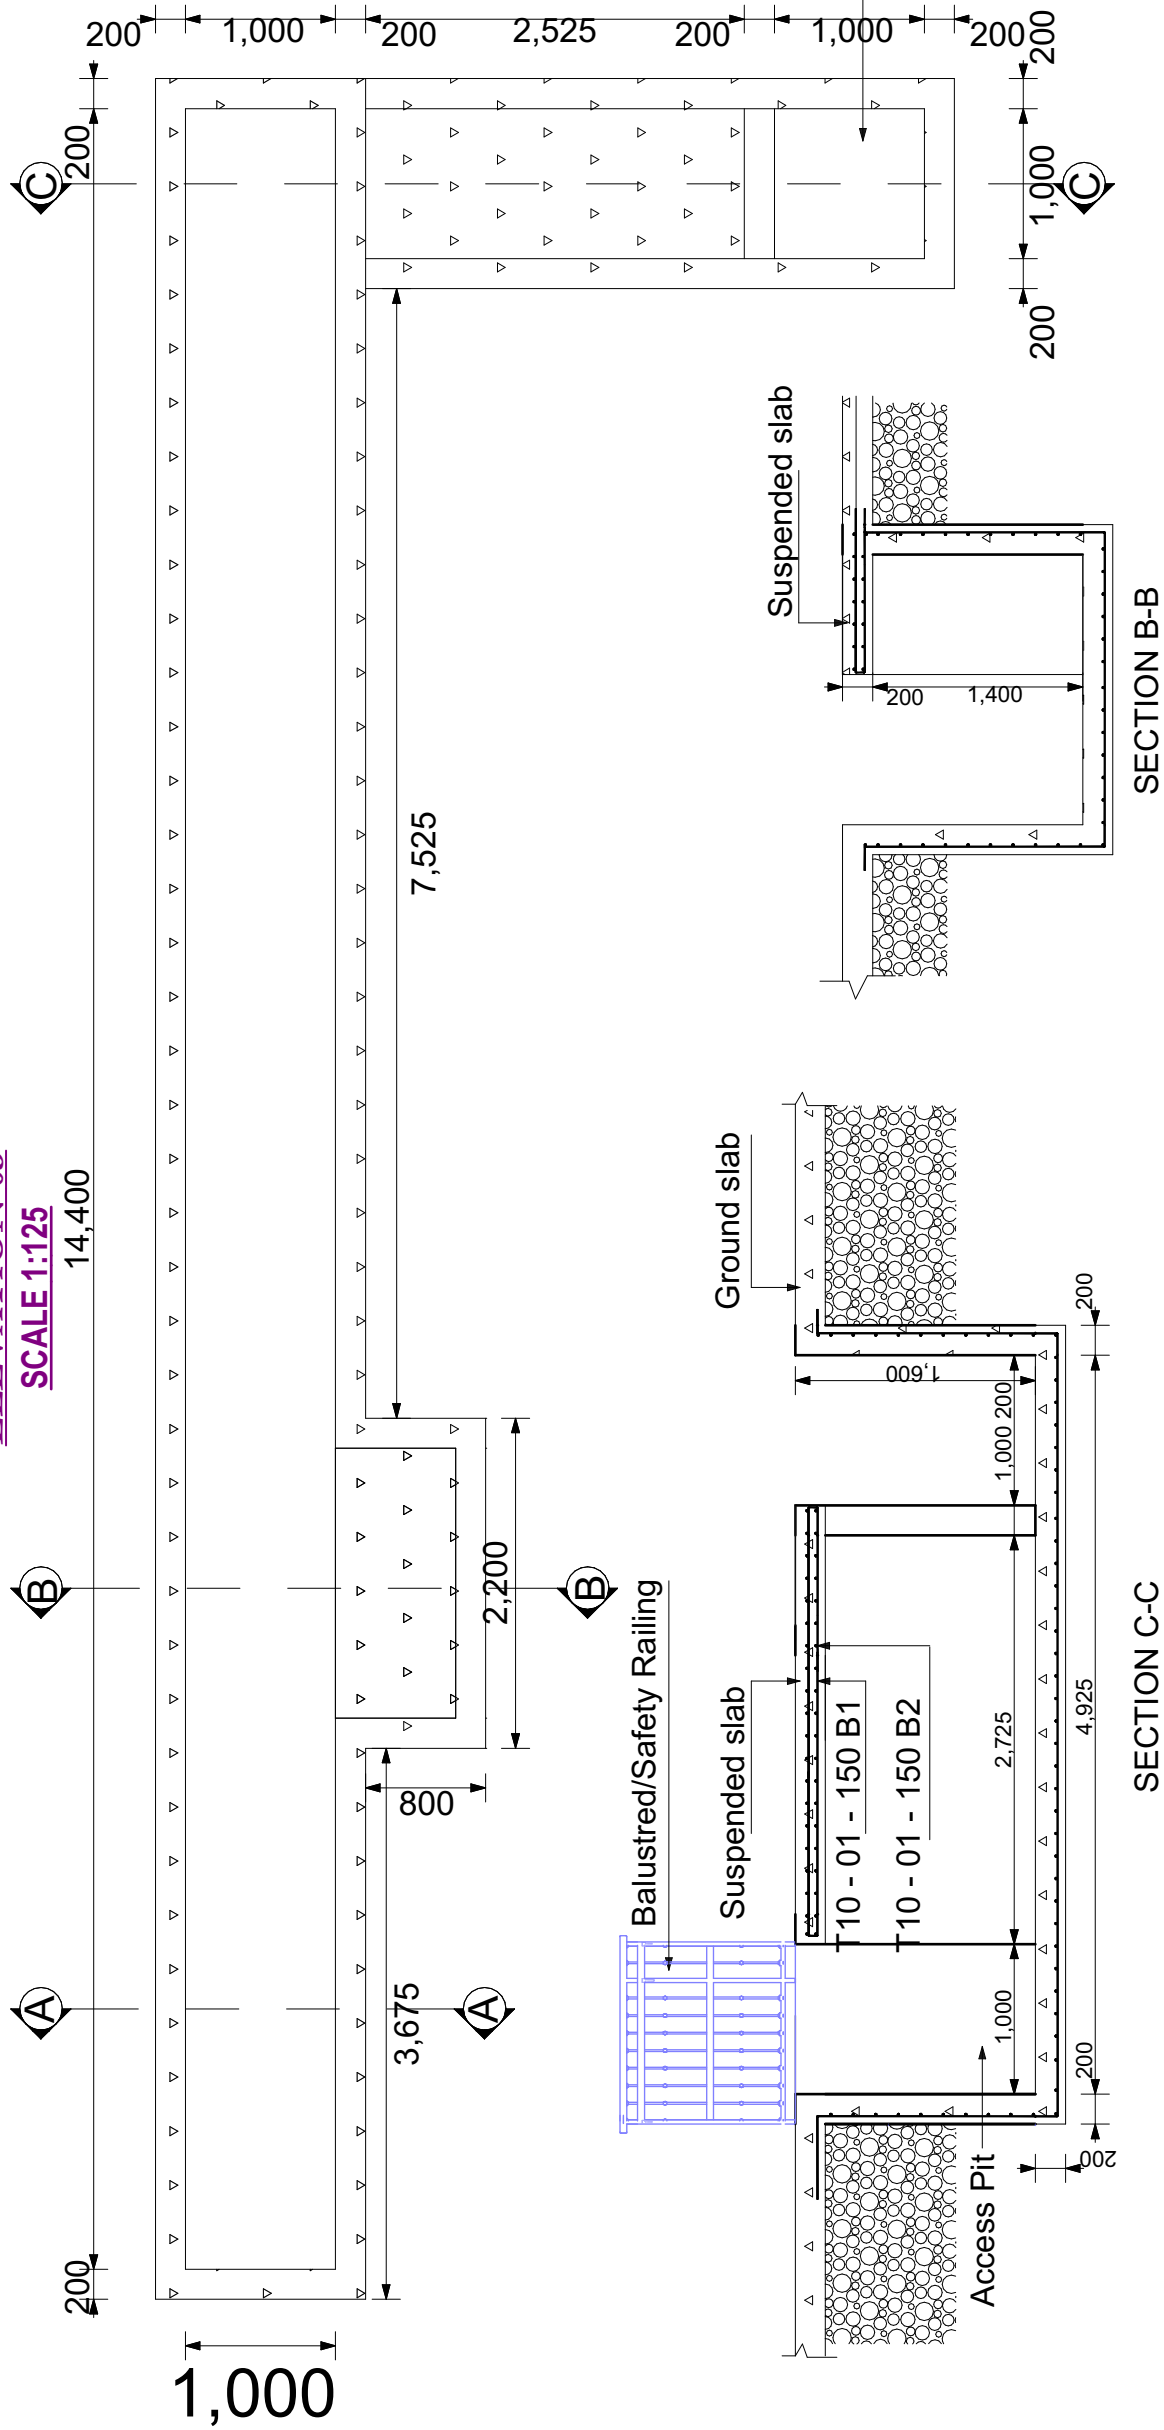 SCALE 1:125
200
14,400
200
C
B
A
200
1,000
200
2,525
200
1,000
200
200
1,000
200
C
7,525
2,200
B
800
3,675
A
1,000
Suspended slab
200
1,400
SECTION B-B
Ground slab
200
1,600
1,000 200
Balustred/Safety Railing
Suspended slab
T10 - 01 - 150 B1
T10 - 01 - 150 B2
2,725
4,925
1,000
200
200
Access Pit
SECTION C-C